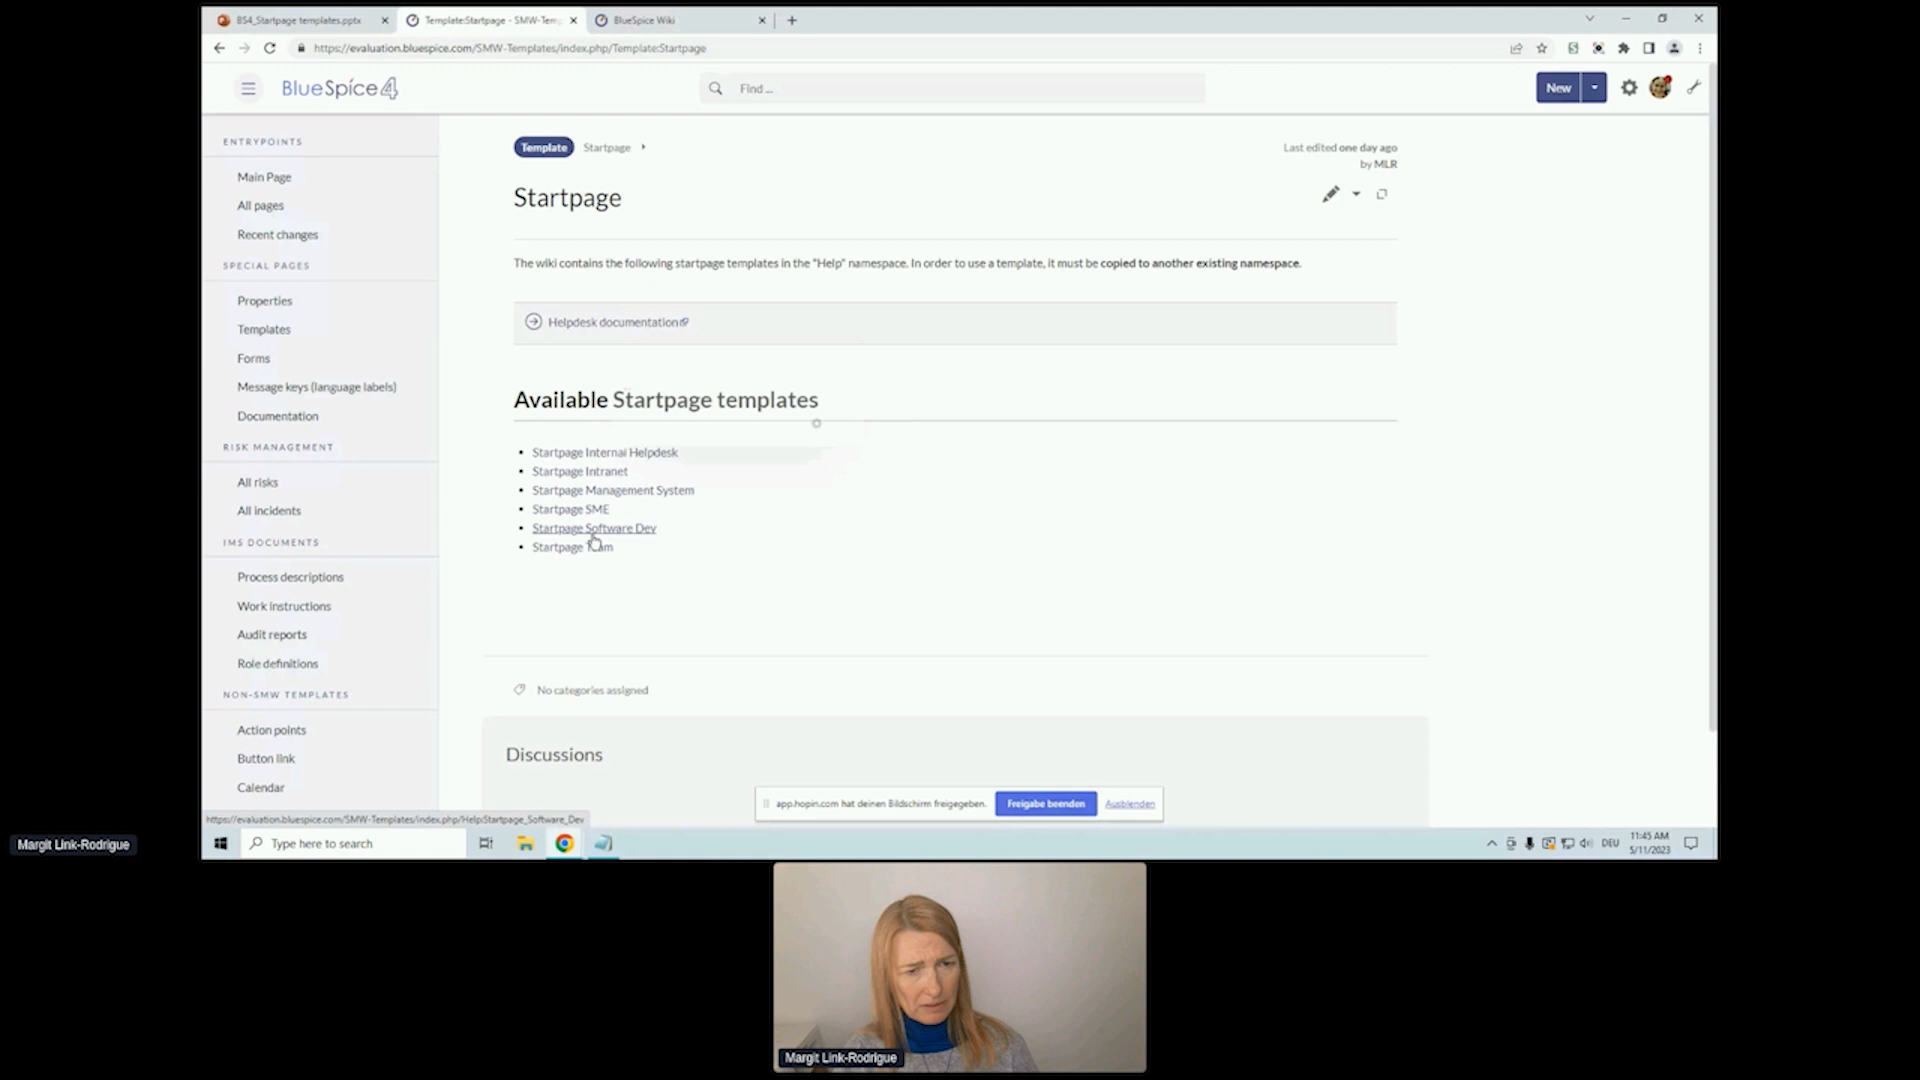 BS4_Startpage templates.pptx
Template:Startpage - SMW-Temp
BlueSpice Wiki
https://evaluation.bluespice.com/SMW-Templates/index.php/Template:Startpage
BlueSpice4
Find ...
New
ENTRYPOINTS
Main Page
All pages
Recent changes
SPECIAL PAGES
Properties
Templates
Forms
Message keys (language labels)
Documentation
RISK MANAGEMENT
All risks
All incidents
IMS DOCUMENTS
Process descriptions
Work instructions
Audit reports
Role definitions
NON-SMW TEMPLATES
Action points
Button link
Calendar
Template Startpage
Last edited one day ago
by MLR
Startpage
The wiki contains the following startpage templates in the "Help" namespace. In order to use a template, it must be copied to another existing namespace.
Helpdesk documentation
Available Startpage templates
Startpage Internal Helpdesk
Startpage Intranet
Startpage Management System
Startpage SME
Startpage Software Dev
Startpage Team
No categories assigned
Discussions
app.hopin.com hat deinen Bildschirm freigegeben. Freigabe beenden Ausblenden
https://evaluation.bluespice.com/SMW-Templates/index.php/Help:Startpage_Software_Dev
Type here to search
DEU
11:45 AM
5/11/2023
Margit Link-Rodrigue
Margit Link-Rodrigue